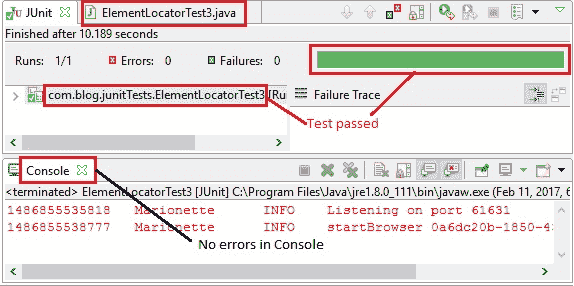 JUnit ElementLocatorTest3.java
Finished after 10.189 seconds
Runs: 1/1 Errors: 0 Failures: 0
com.blog.junitTests.ElementLocatorTest3 [Ru Failure Trace
Test passed
Console
<terminated> ElementLocatorTest3 [JUnit] C:\Program Files\Java\jre1.8.0_111\bin\javaw.exe (Feb 11, 2017, 6
1486855535818 Marionette INFO Listening on port 61631
1486855538777 Marionette INFO startBrowser 0a6dc20b-1850-4
No errors in Console